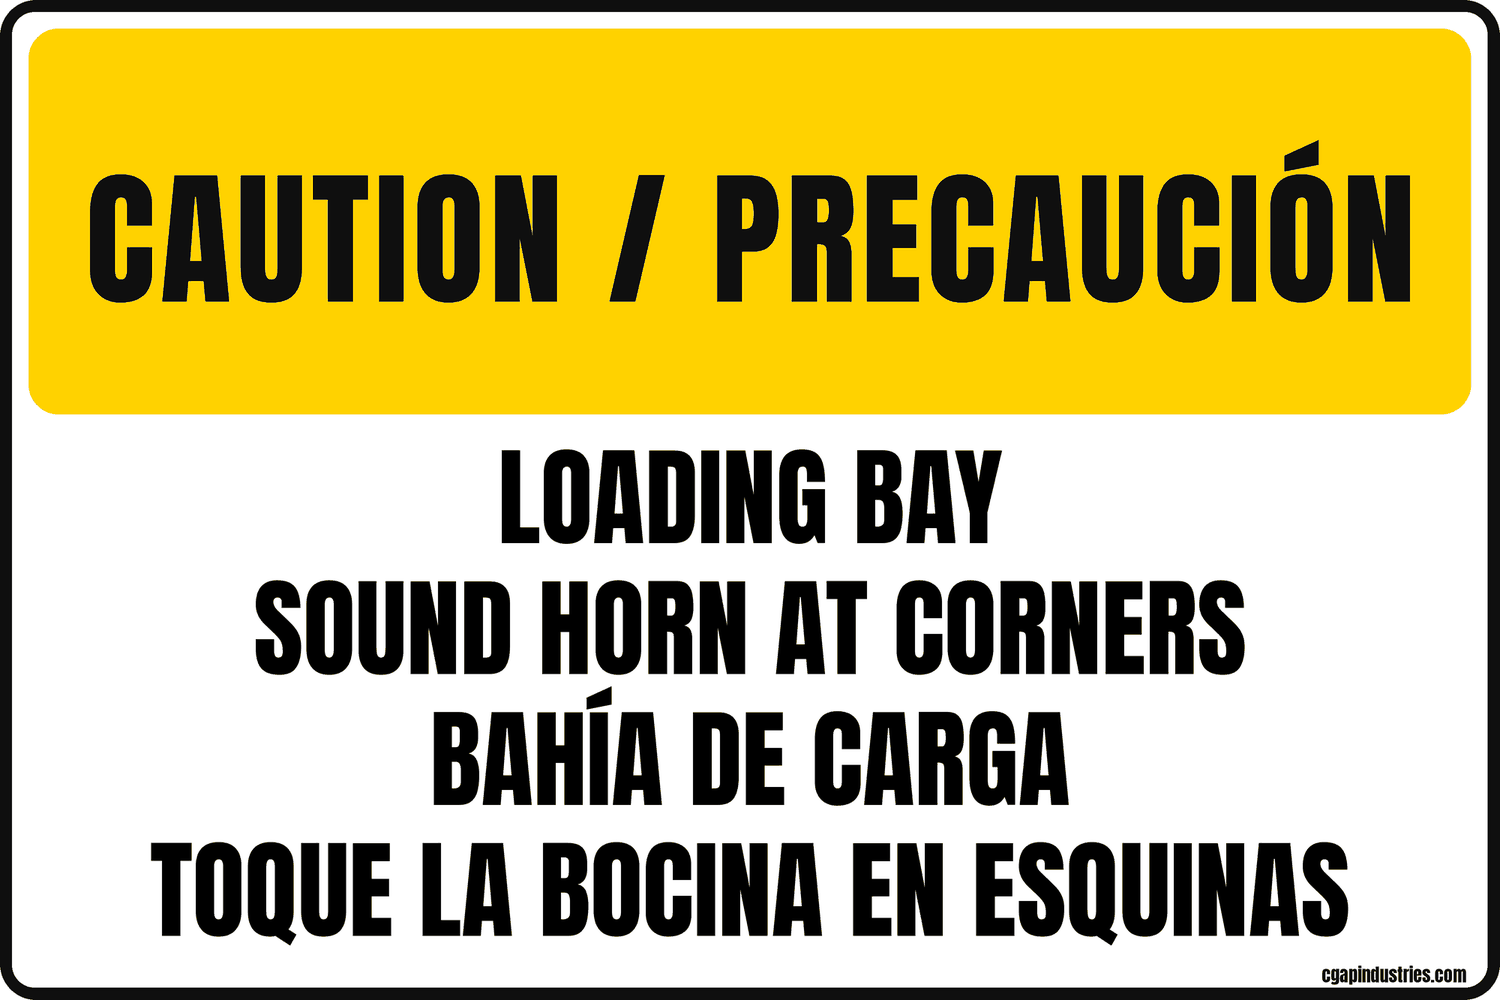 CAUTION / PRECAUCIÓN
LOADING BAY
SOUND HORN AT CORNERS
BAHÍA DE CARGA
TOQUE LA BOCINA EN ESQUINAS
cgapindustries.com